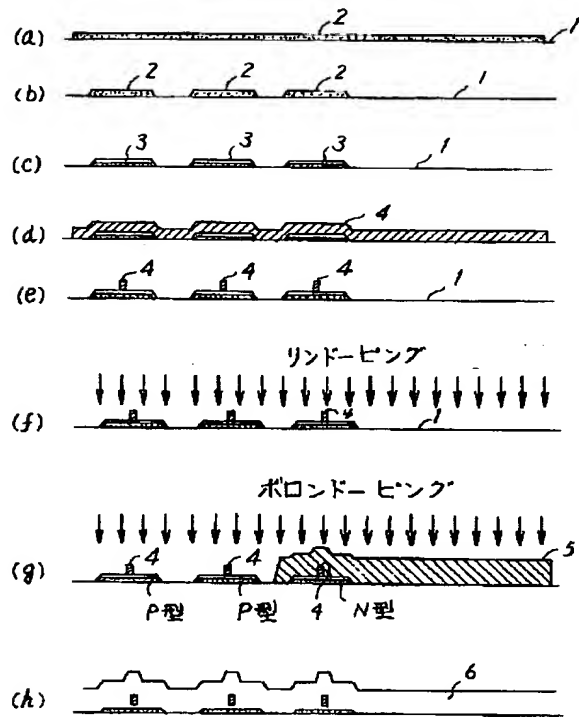 (a) 2 1
(b) 2 2 2 1
(c) 3 3 3 1
(d) 4
(e) 4 4 4 1
リンドーピング
(f) 4 1
ボロンドーピング
(g) 4 4 5
P型 P型 4 N型
(h) 6